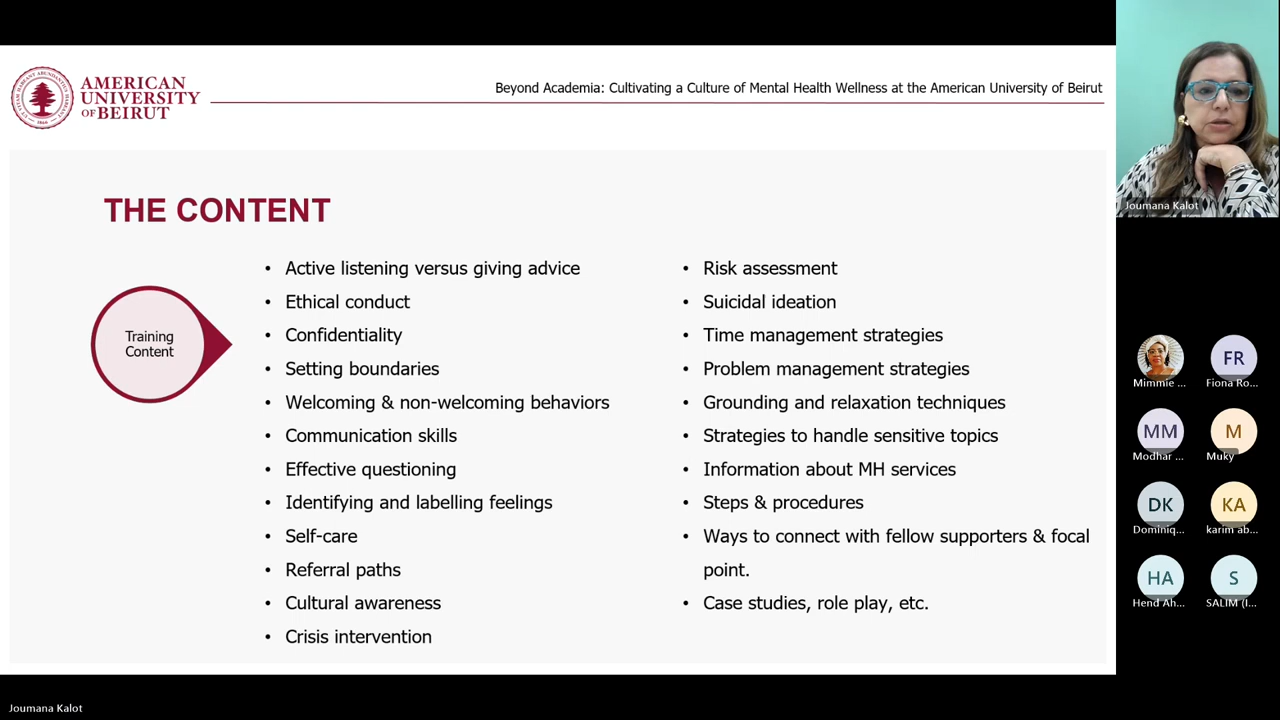 AMERICAN
UNIVERSITY
OF BEIRUT
Beyond Academia: Cultivating a Culture of Mental Health Wellness at the American University of Beirut
THE CONTENT
Training
Content
• Active listening versus giving advice
• Ethical conduct
• Confidentiality
• Setting boundaries
• Welcoming & non-welcoming behaviors
• Communication skills
• Effective questioning
• Identifying and labelling feelings
• Self-care
• Referral paths
• Cultural awareness
• Crisis intervention
• Risk assessment
• Suicidal ideation
• Time management strategies
• Problem management strategies
• Grounding and relaxation techniques
• Strategies to handle sensitive topics
• Information about MH services
• Steps & procedures
• Ways to connect with fellow supporters & focal
point.
• Case studies, role play, etc.
Joumana Kalot
Mimmie ...
FR
Fiona Ro...
MM
Modhar ...
M
Muky
DK
Dominiq...
KA
karim ab...
HA
Hend Ah...
S
SALIM (I...
Joumana Kalot